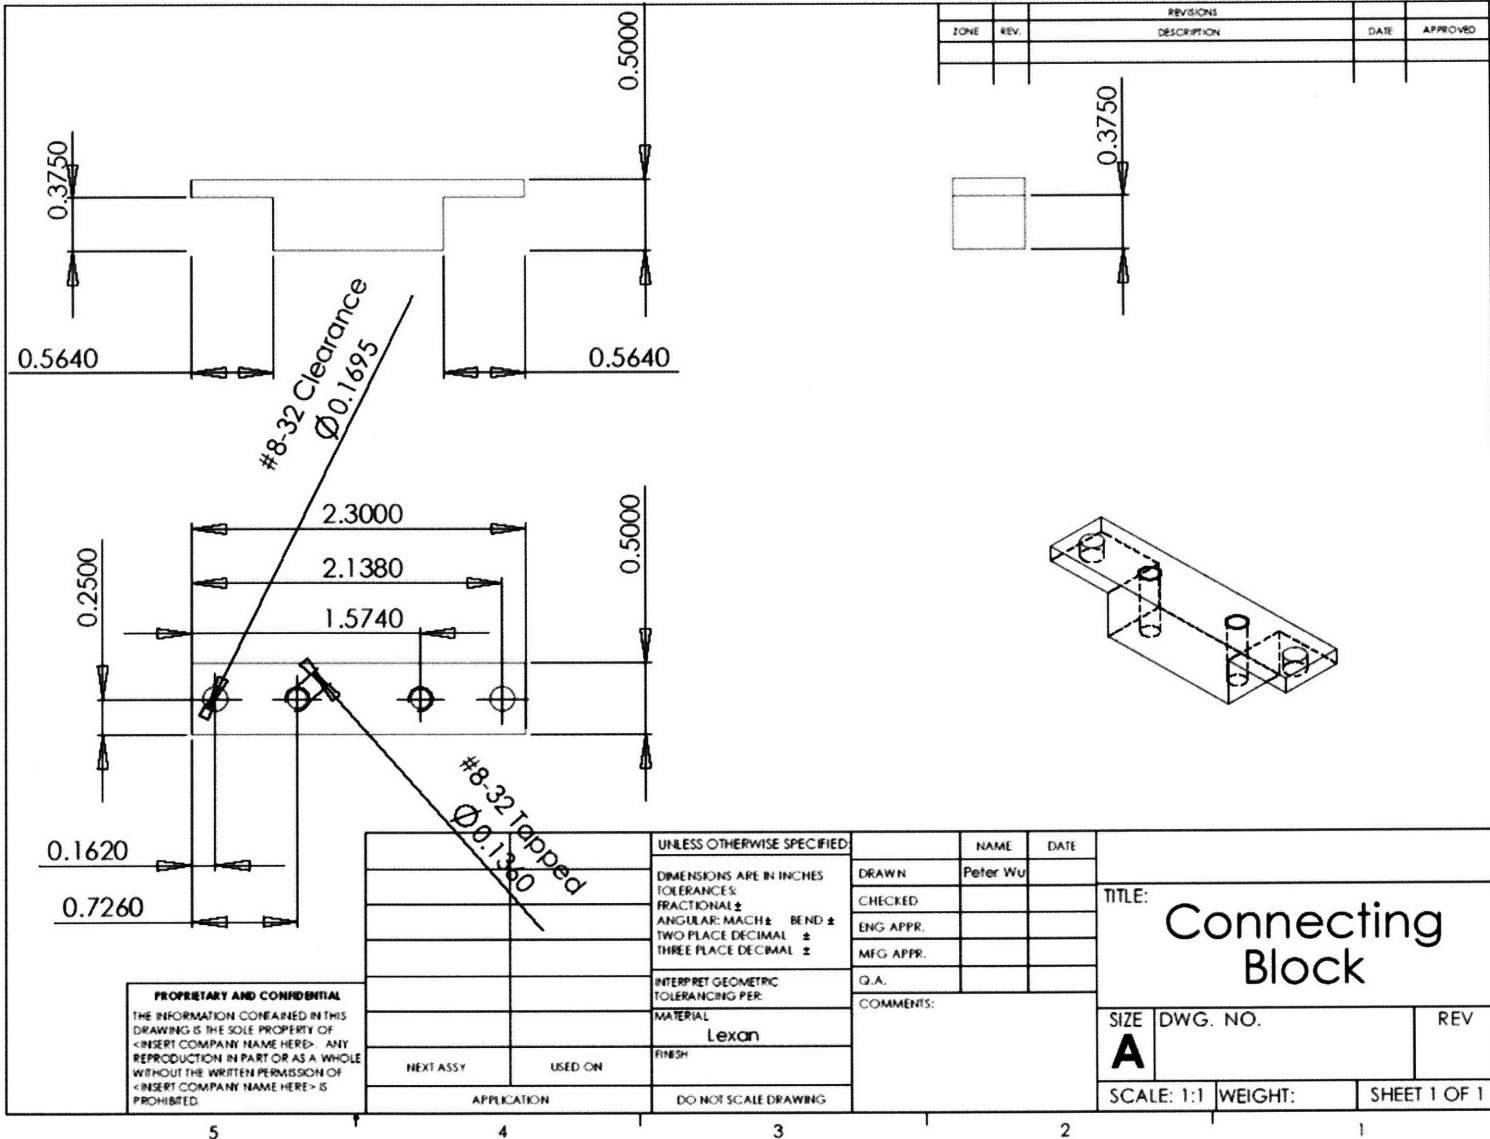 REVISIONS
ZONE REV. DESCRIPTION DATE APPROVED
0.5000
0.3750
0.3750
0.5640
0.5640
#8-32 Clearance
Ø0.1695
2.3000
2.1380
1.5740
0.2500
0.5000
#8-32 Tapped
Ø0.1360
0.1620
0.7260
PROPRIETARY AND CONFIDENTIAL
THE INFORMATION CONTAINED IN THIS
DRAWING IS THE SOLE PROPERTY OF
<INSERT COMPANY NAME HERE>. ANY
REPRODUCTION IN PART OR AS A WHOLE
WITHOUT THE WRITTEN PERMISSION OF
<INSERT COMPANY NAME HERE> IS
PROHIBITED.
NEXT ASSY USED ON
APPLICATION
UNLESS OTHERWISE SPECIFIED:
DIMENSIONS ARE IN INCHES
TOLERANCES:
FRACTIONAL ±
ANGULAR: MACH ± BEND ±
TWO PLACE DECIMAL ±
THREE PLACE DECIMAL ±
INTERPRET GEOMETRIC
TOLERANCING PER:
MATERIAL
Lexan
FINISH
DO NOT SCALE DRAWING
NAME DATE
DRAWN Peter Wu
CHECKED
ENG APPR.
MFG APPR.
Q.A.
COMMENTS:
TITLE:
Connecting
Block
SIZE DWG. NO. REV
A
SCALE: 1:1 WEIGHT: SHEET 1 OF 1
5 4 3 2 1